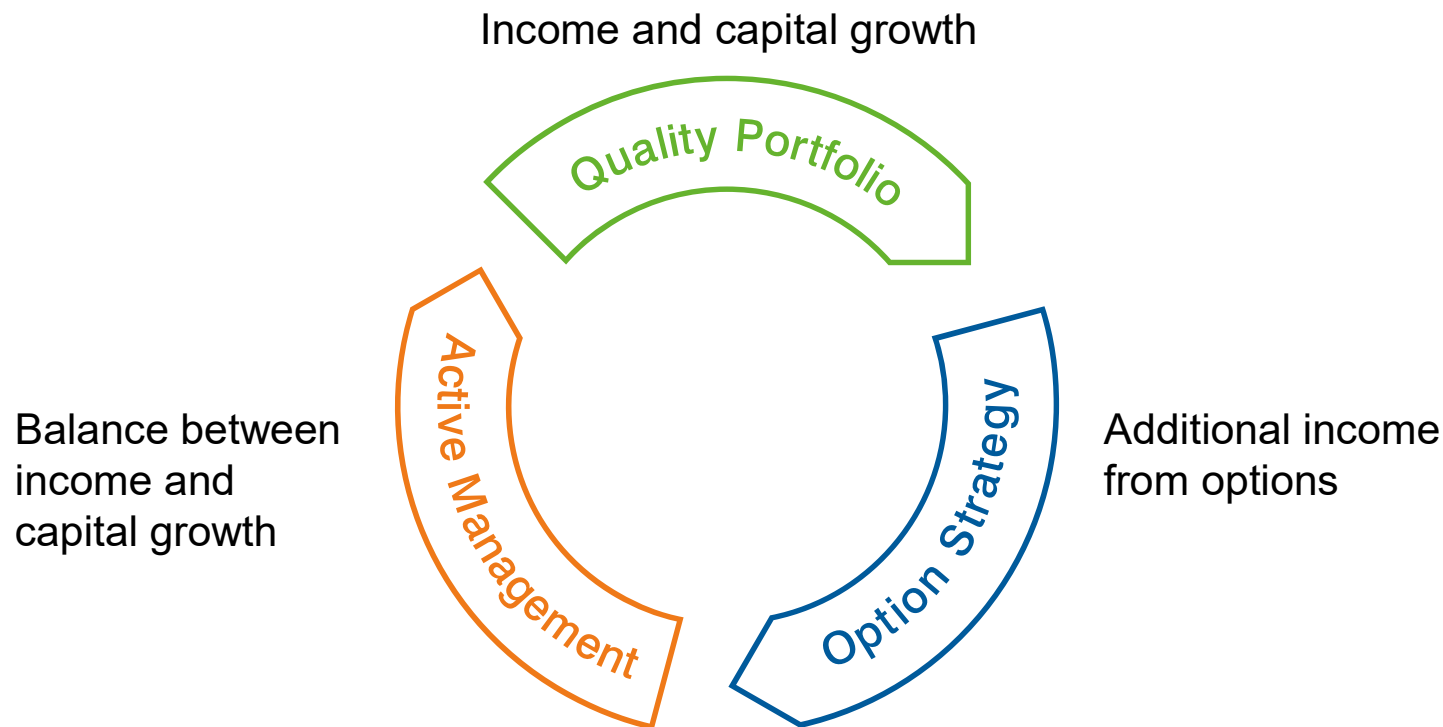 Income and capital growth
Quality Portfolio
Active Management
Balance between
income and
capital growth
Option Strategy
Additional income
from options